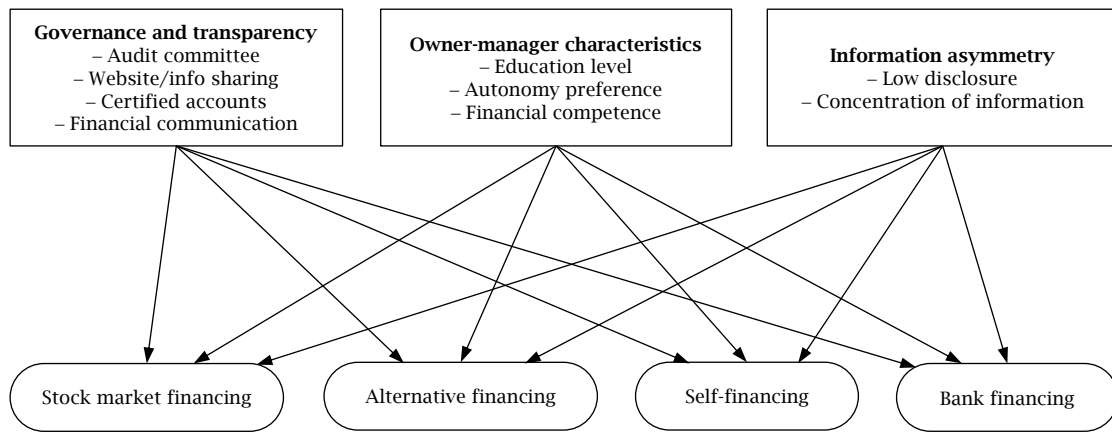 Governance and transparency
– Audit committee
– Website/info sharing
– Certified accounts
– Financial communication
Owner-manager characteristics
– Education level
– Autonomy preference
– Financial competence
Information asymmetry
– Low disclosure
– Concentration of information
Stock market financing
Alternative financing
Self-financing
Bank financing